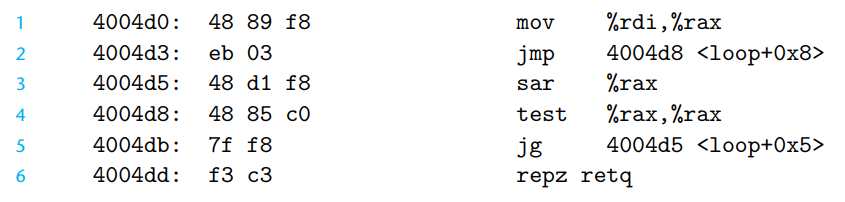 1 4004d0: 48 89 f8 mov %rdi,%rax
2 4004d3: eb 03 jmp 4004d8 <loop+0x8>
3 4004d5: 48 d1 f8 sar %rax
4 4004d8: 48 85 c0 test %rax,%rax
5 4004db: 7f f8 jg 4004d5 <loop+0x5>
6 4004dd: f3 c3 repz retq